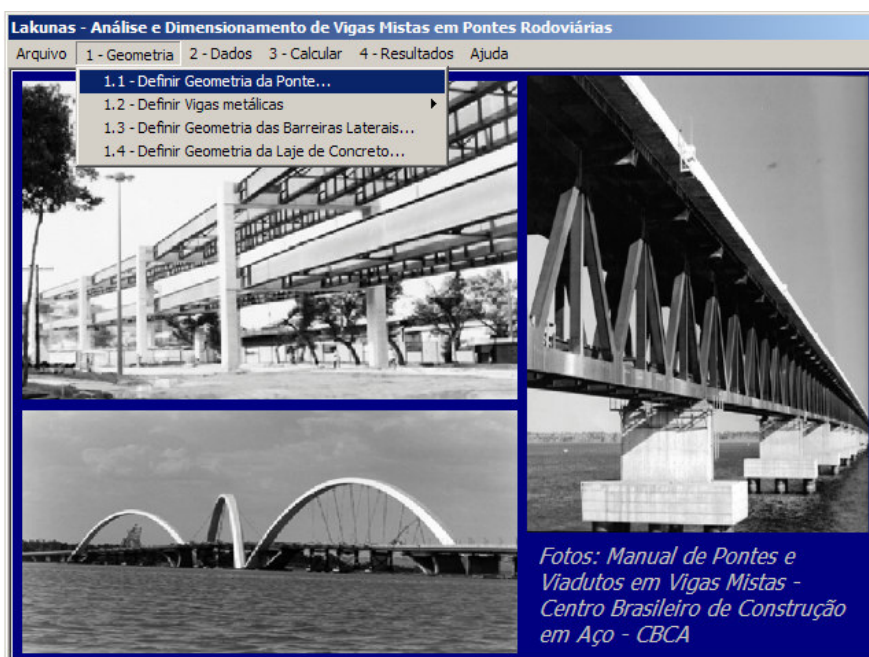 Lakunas - Análise e Dimensionamento de Vigas Mistas em Pontes Rodoviárias
Arquivo 1 - Geometria 2 - Dados 3 - Calcular 4 - Resultados Ajuda
1.1 - Definir Geometria da Ponte...
1.2 - Definir Vigas metálicas
1.3 - Definir Geometria das Barreiras Laterais...
1.4 - Definir Geometria da Laje de Concreto...
Fotos: Manual de Pontes e
Viadutos em Vigas Mistas -
Centro Brasileiro de Construção
em Aço - CBCA